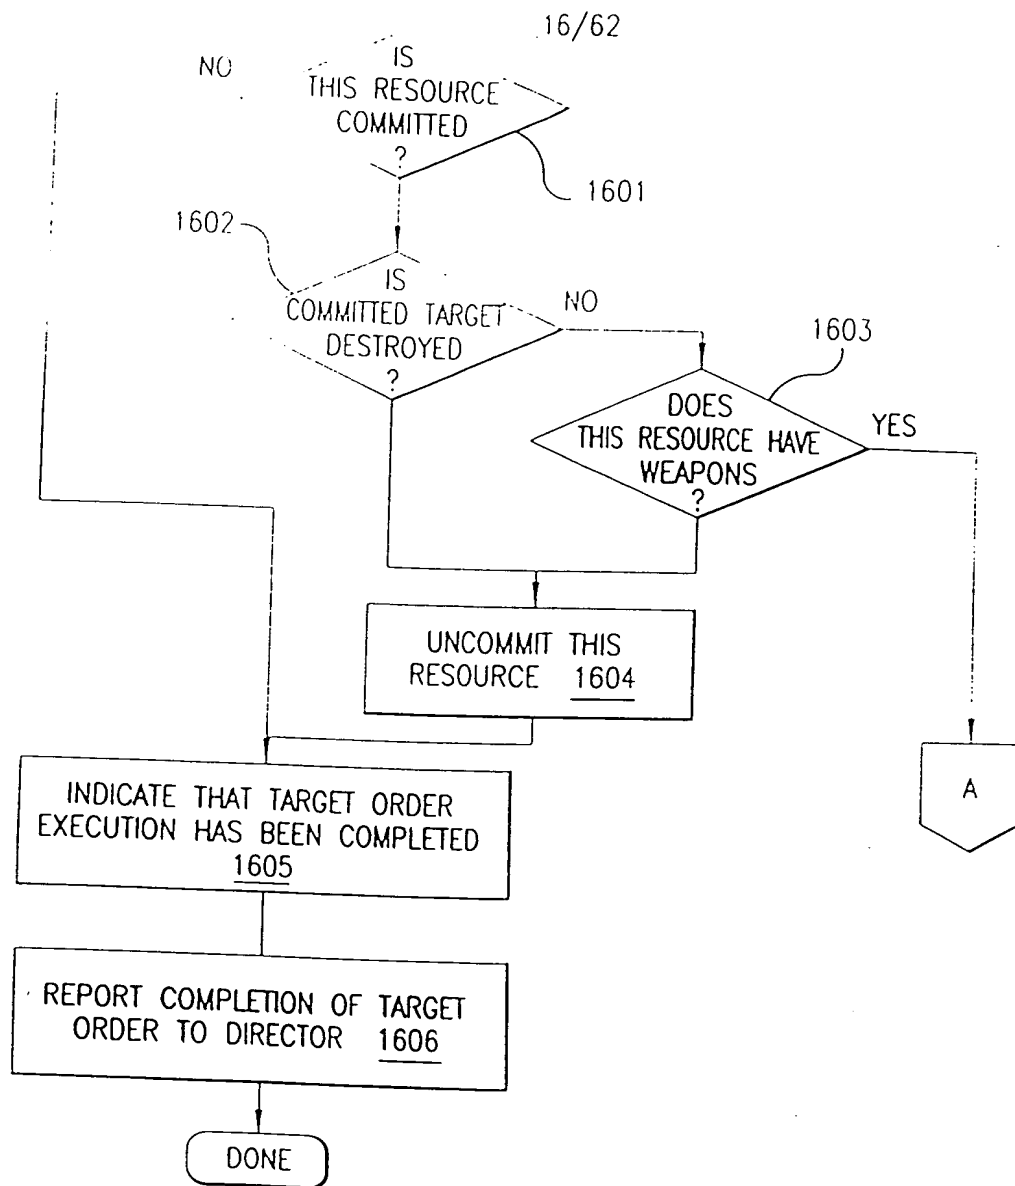 16/62
NO
IS
THIS RESOURCE
COMMITTED
?
1601
1602
IS
COMMITTED TARGET
DESTROYED
?
NO
1603
DOES
THIS RESOURCE HAVE
WEAPONS
?
YES
UNCOMMIT THIS
RESOURCE 1604
INDICATE THAT TARGET ORDER
EXECUTION HAS BEEN COMPLETED
1605
A
REPORT COMPLETION OF TARGET
ORDER TO DIRECTOR 1606
DONE